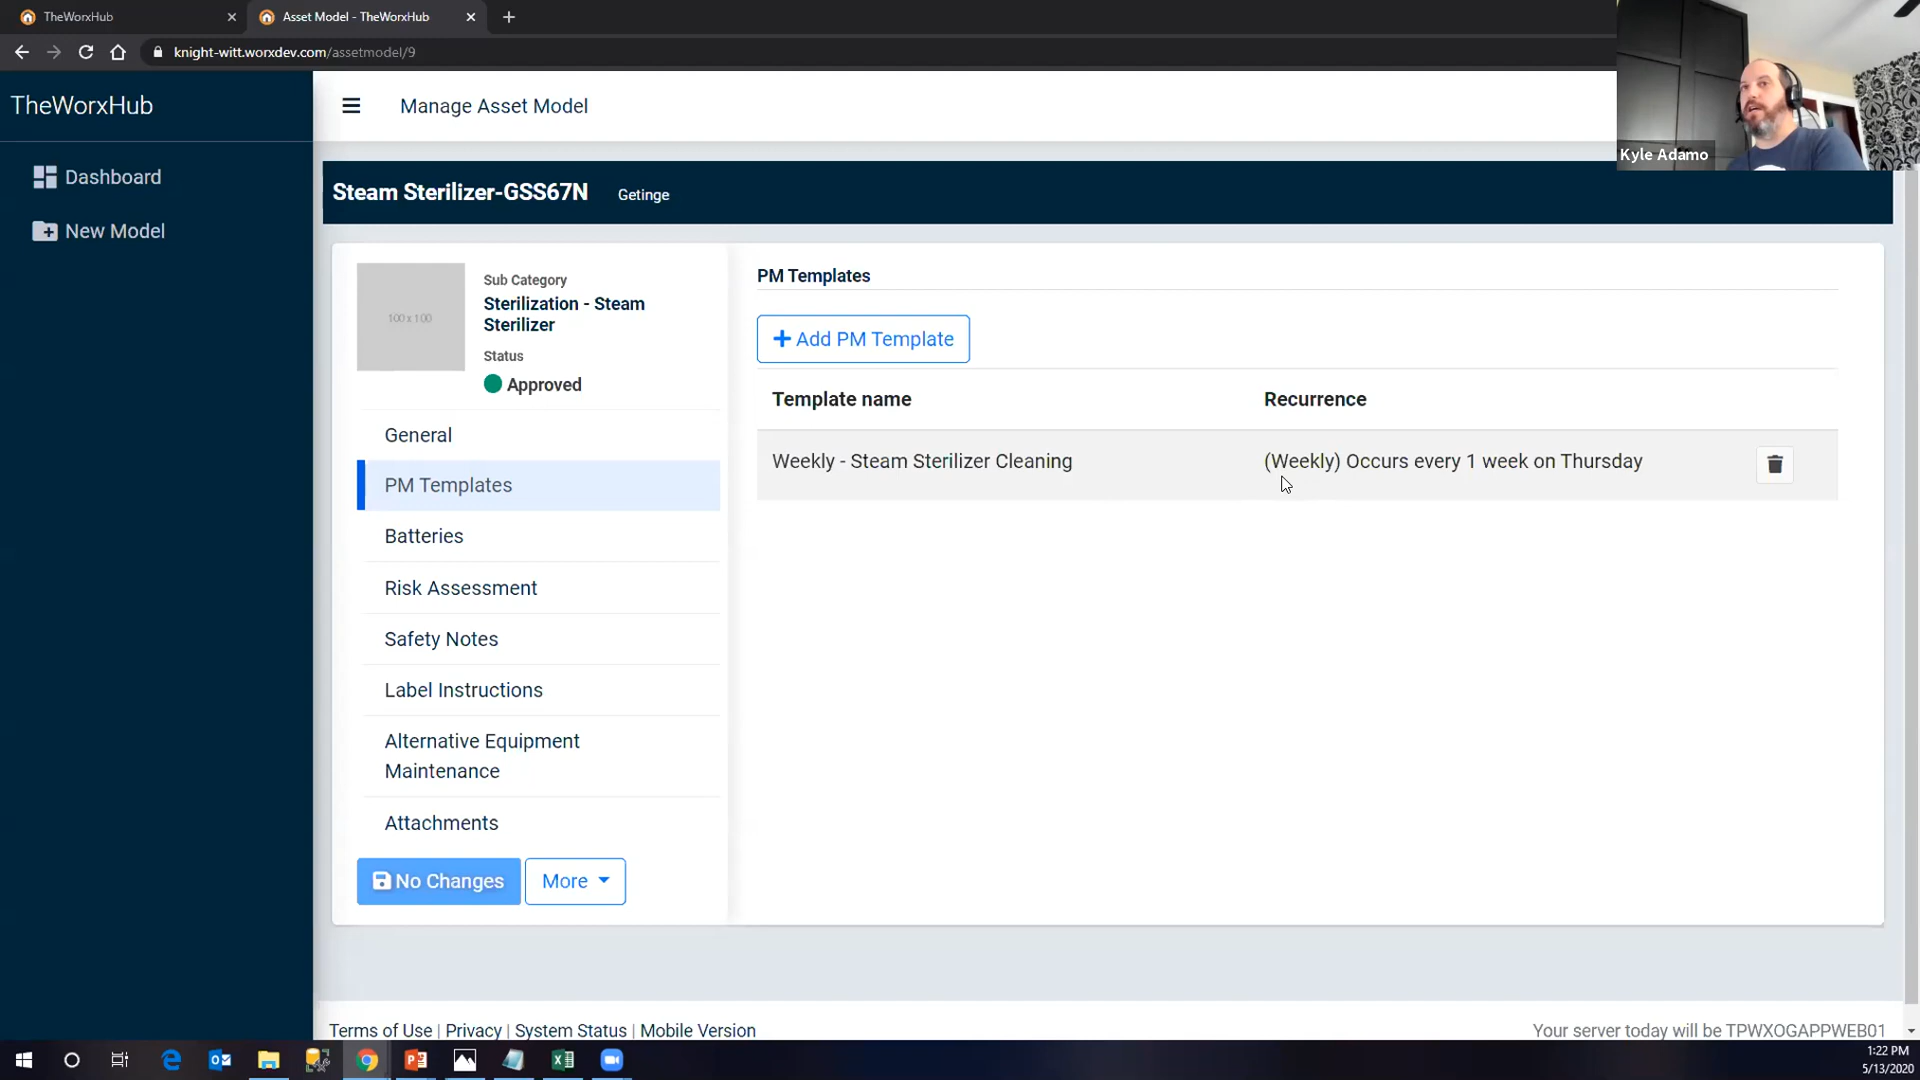 TheWorxHub
Asset Model - TheWorxHub
knight-witt.worxdev.com/assetmodel/9
TheWorxHub
Manage Asset Model
Kyle Adamo
Dashboard
New Model
Steam Sterilizer-GSS67N Getinge
100 x 100
Sub Category
Sterilization - Steam
Sterilizer
Status
Approved
General
PM Templates
Batteries
Risk Assessment
Safety Notes
Label Instructions
Alternative Equipment
Maintenance
Attachments
No Changes
More
PM Templates
Add PM Template
Template name Recurrence
Weekly - Steam Sterilizer Cleaning (Weekly) Occurs every 1 week on Thursday
Terms of Use | Privacy | System Status | Mobile Version
Your server today will be TPWXOGAPPWEB01
1:22 PM
5/13/2020